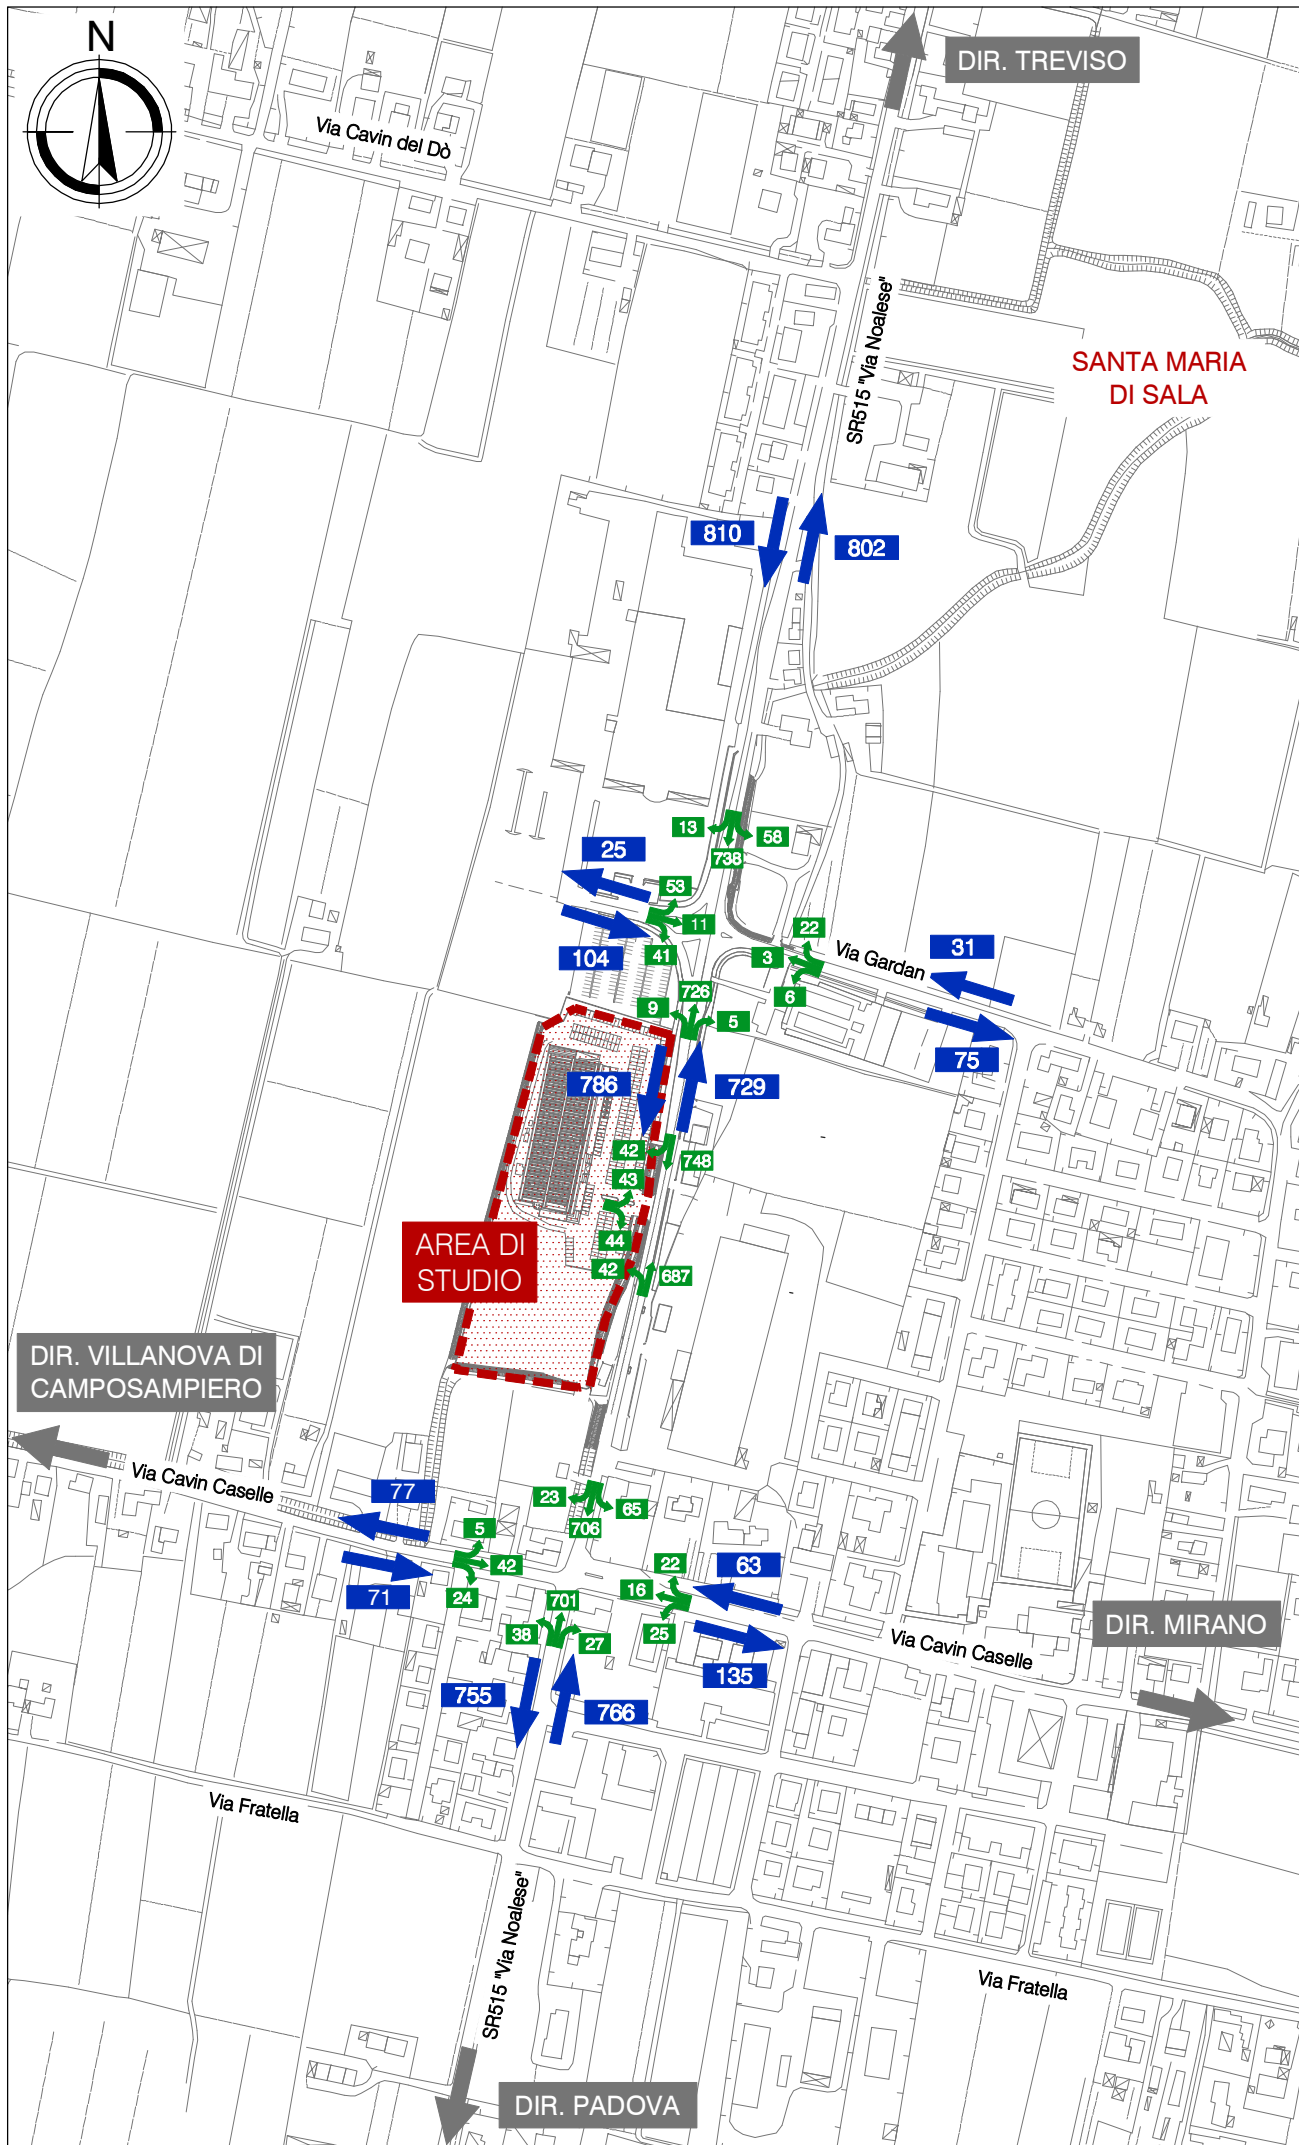 N
DIR. TREVISO
Via Cavin del Dò
SR515 "Via Noalese"
SANTA MARIA
DI SALA
810
802
13
58
738
25
53
11
41
104
22
3
6
Via Gardan
31
75
726
9
5
786
729
42
748
43
44
42
687
AREA DI
STUDIO
DIR. VILLANOVA DI
CAMPOSAMPIERO
Via Cavin Caselle
77
71
23
65
706
5
42
24
22
16
25
63
135
701
38
27
755
766
DIR. MIRANO
Via Cavin Caselle
Via Fratella
SR515 "Via Noalese"
Via Fratella
DIR. PADOVA